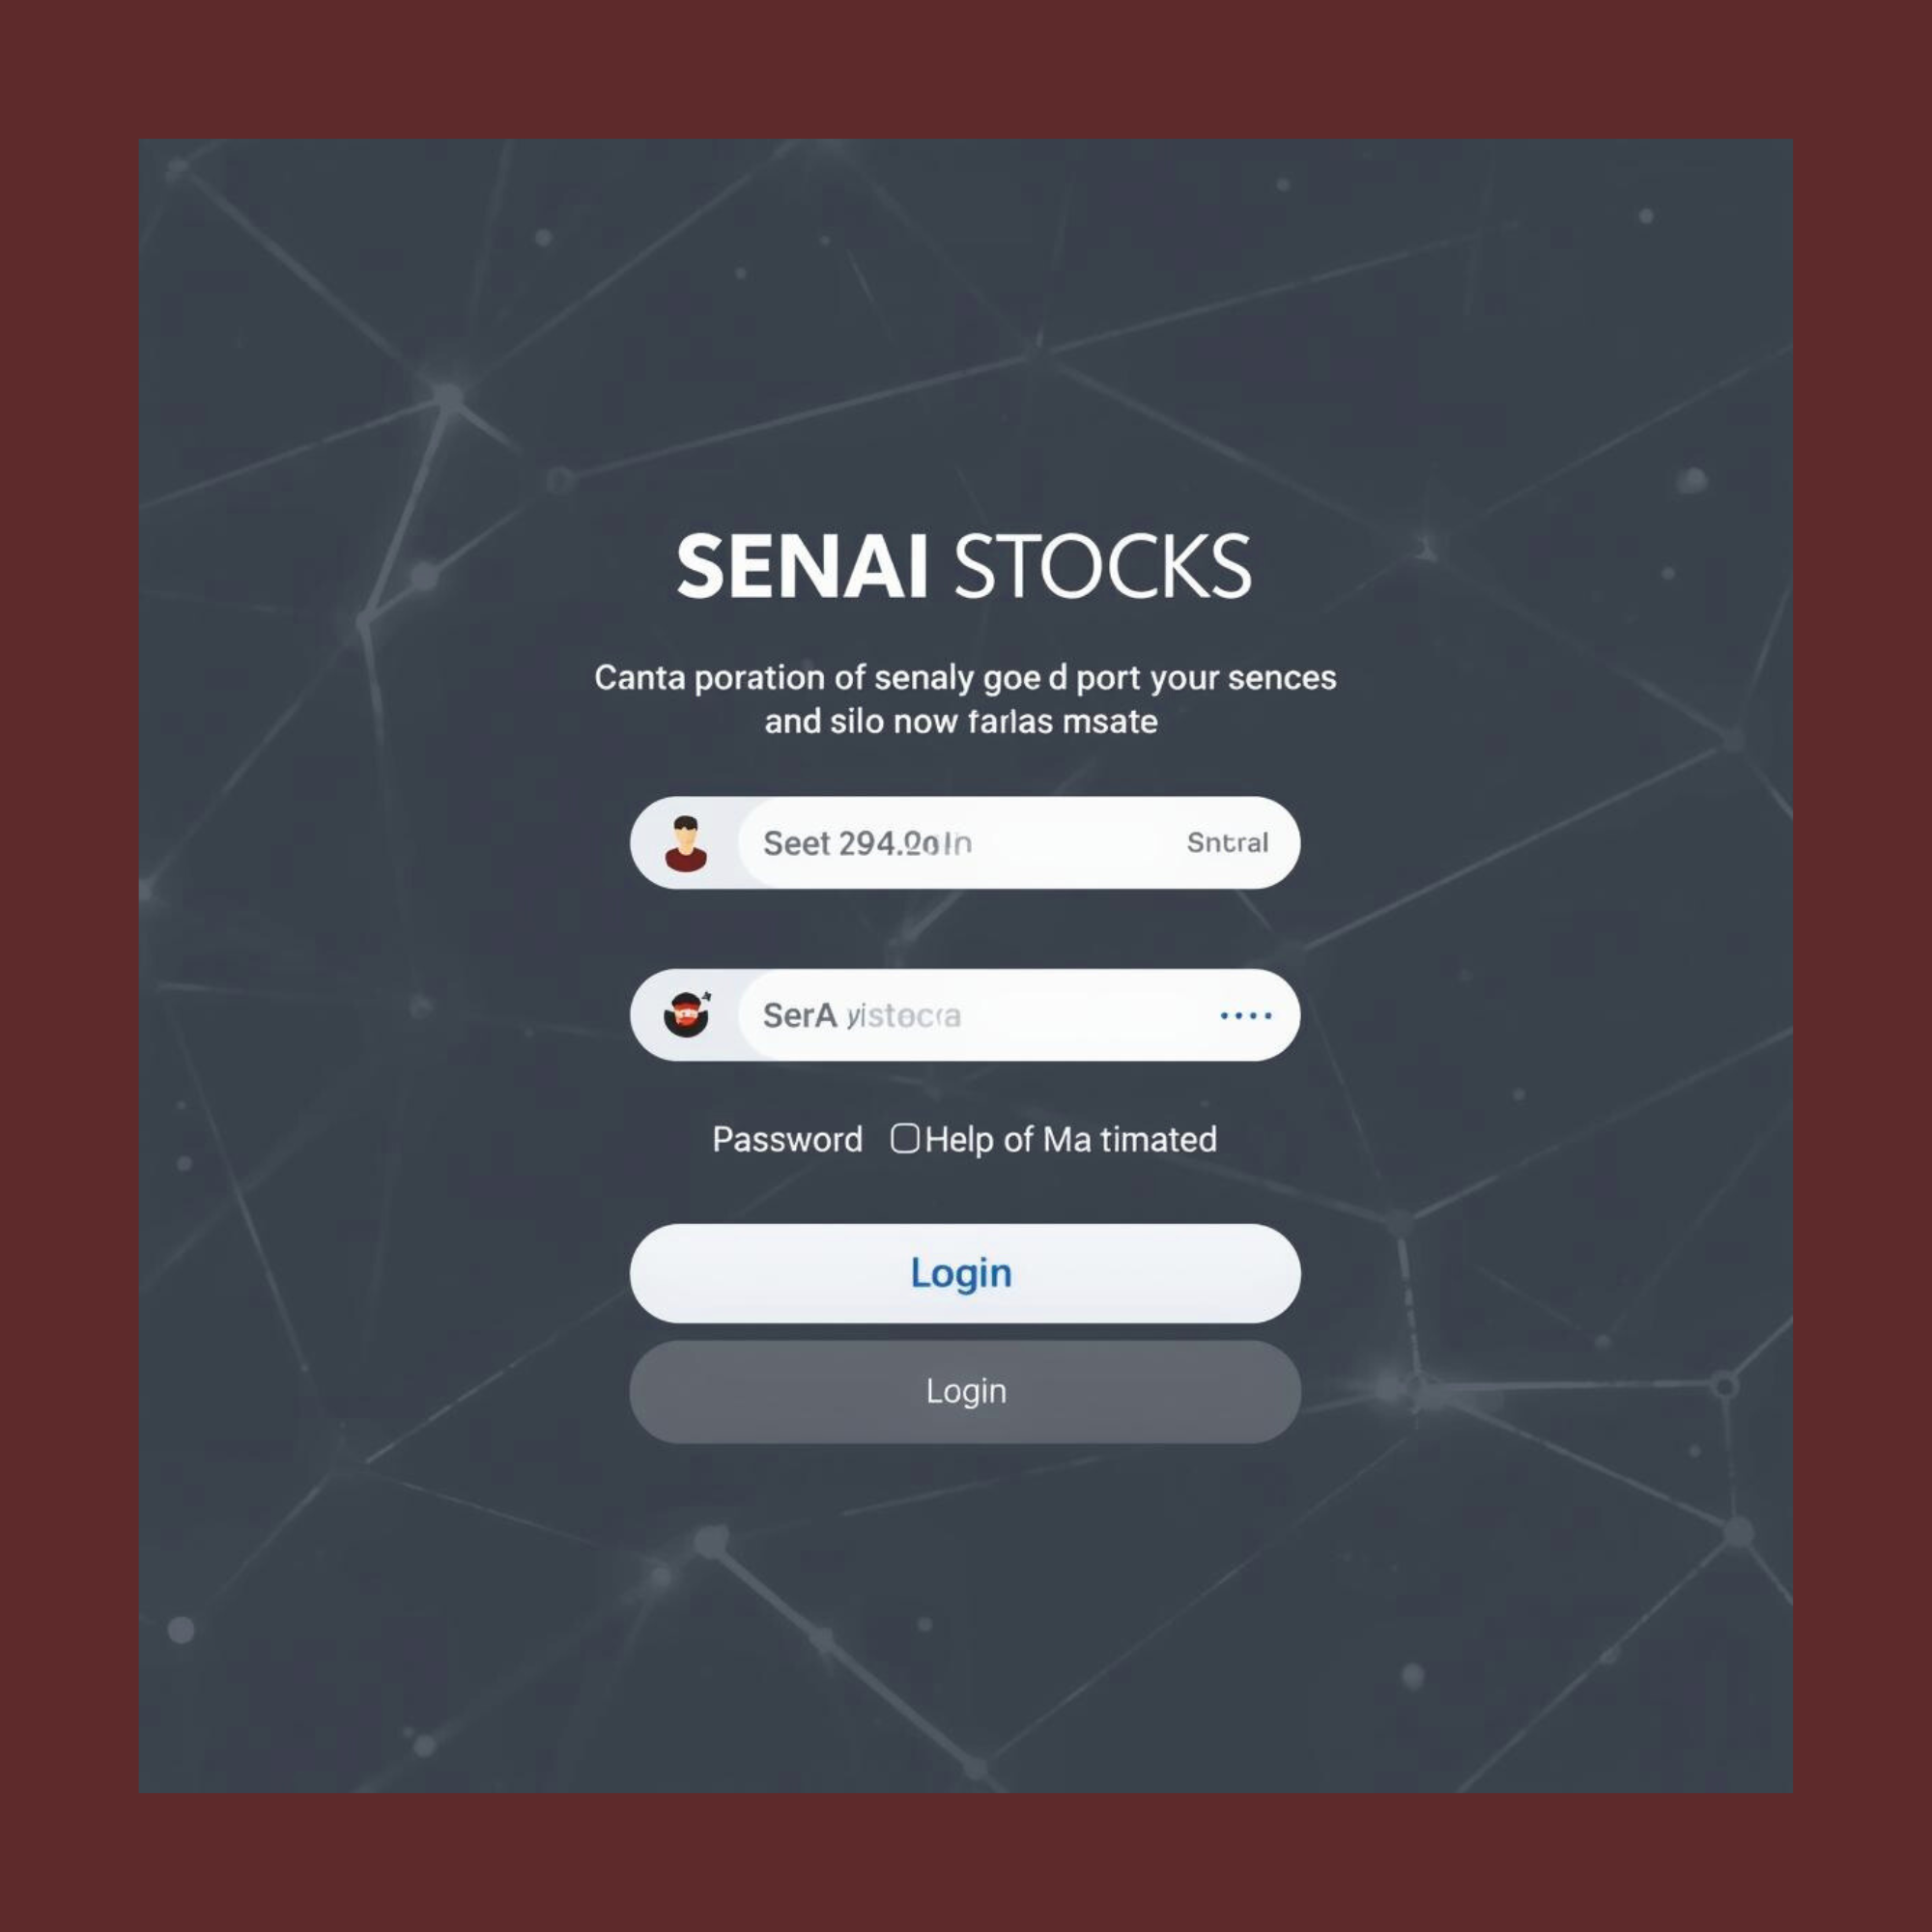 SENAI STOCKS
Canta poration of senaly goe d port your sences
and silo now farlas msate
Seet Sntral
SerA ••••
Password Help of Ma timated
Login
Login